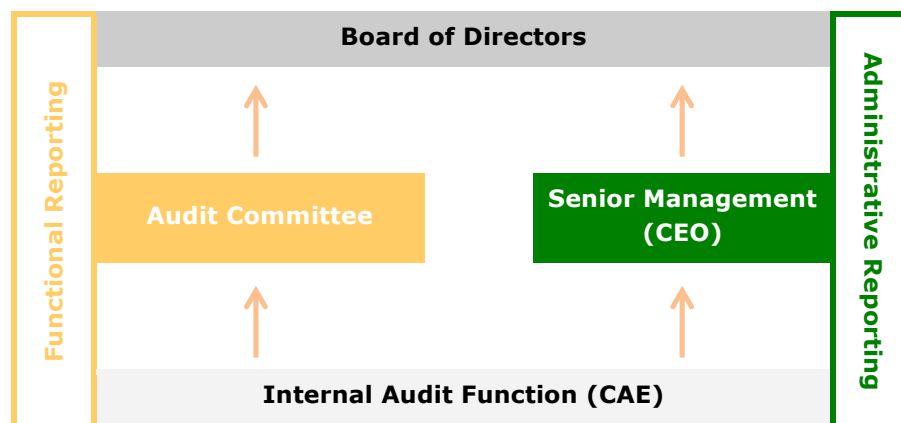 Board of Directors
Functional Reporting
Administrative Reporting
Audit Committee
Senior Management
(CEO)
Internal Audit Function (CAE)